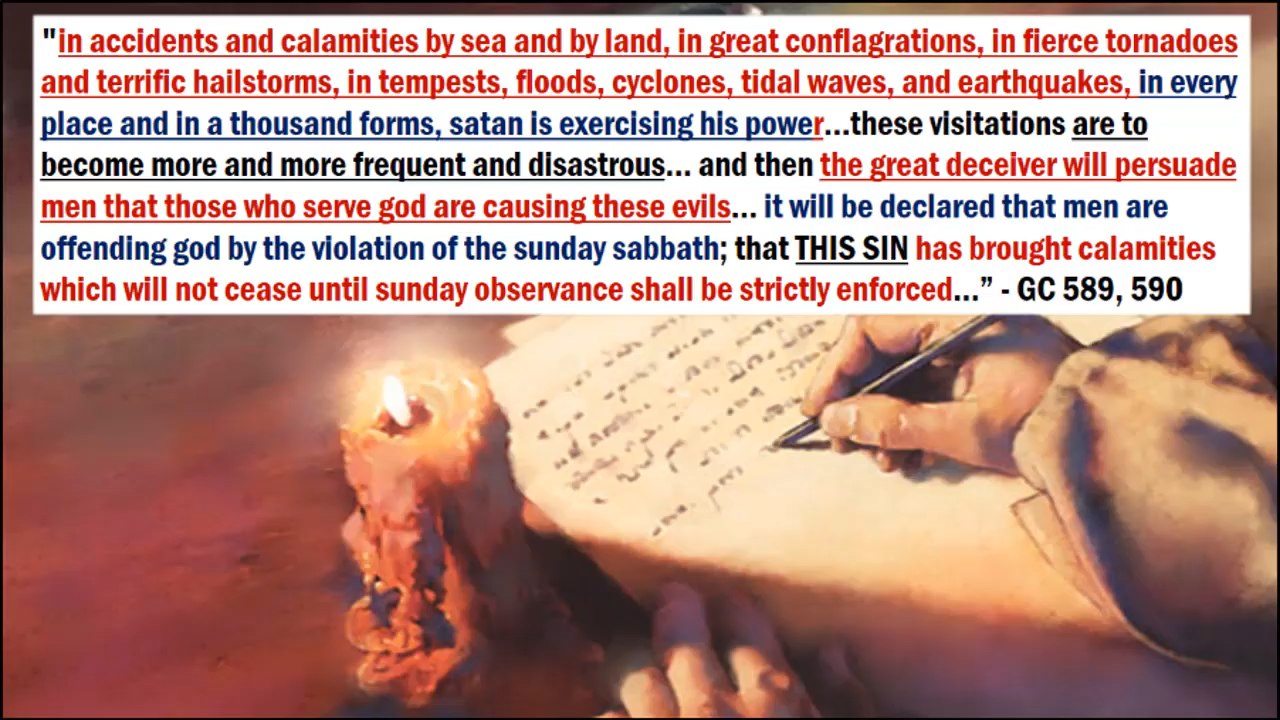 "in accidents and calamities by sea and by land, in great conflagrations, in fierce tornadoes
and terrific hailstorms, in tempests, floods, cyclones, tidal waves, and earthquakes, in every
place and in a thousand forms, satan is exercising his power...these visitations are to
become more and more frequent and disastrous... and then the great deceiver will persuade
men that those who serve god are causing these evils... it will be declared that men are
offending god by the violation of the sunday sabbath; that THIS SIN has brought calamities
which will not cease until sunday observance shall be strictly enforced...” - GC 589, 590